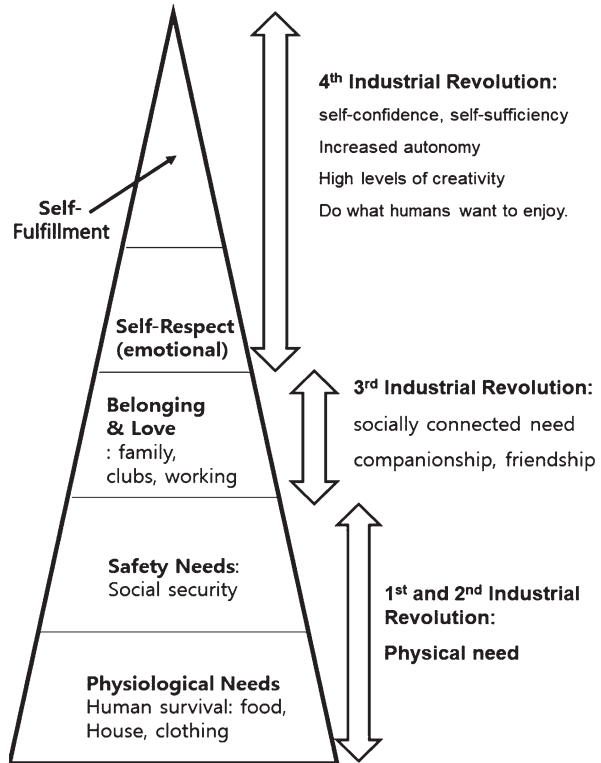 4th Industrial Revolution:
self-confidence, self-sufficiency
Increased autonomy
High levels of creativity
Do what humans want to enjoy.
Self-
Fulfillment
Self-Respect
(emotional)
3rd Industrial Revolution:
socially connected need
companionship, friendship
Belonging
& Love
: family,
clubs, working
Safety Needs:
Social security
1st and 2nd Industrial
Revolution:
Physical need
Physiological Needs
Human survival: food,
House, clothing